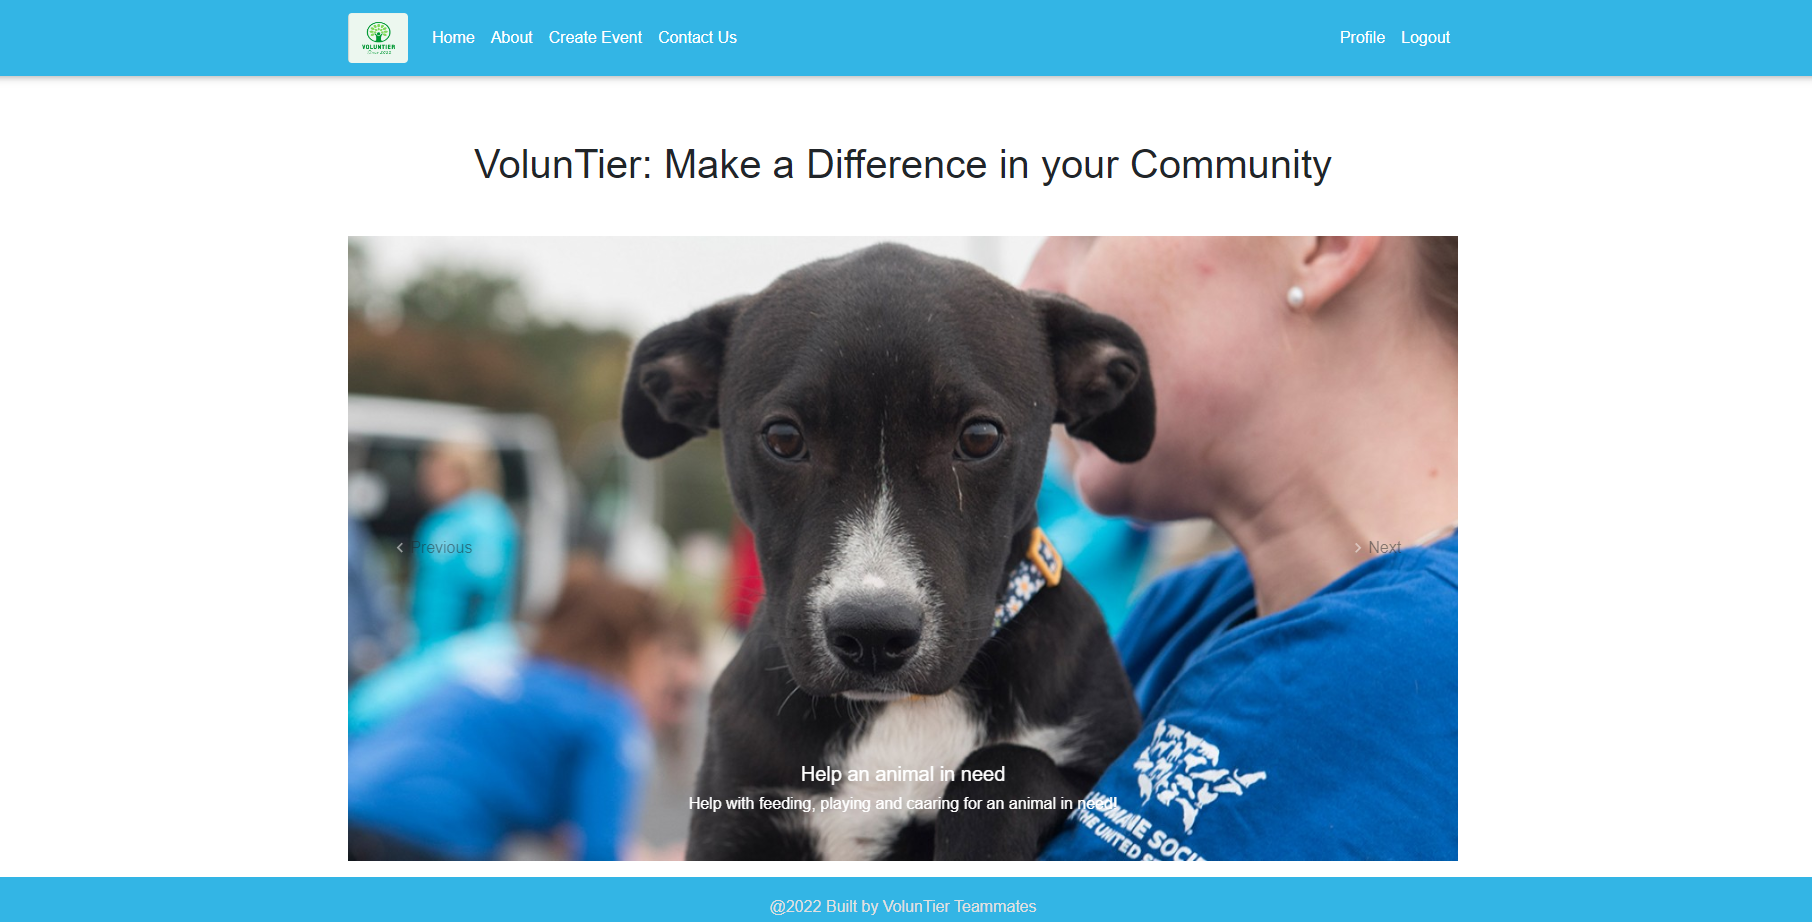 VOLUNTIER
Home About Create Event Contact Us Profile Logout
VolunTier: Make a Difference in your Community
Previous
Next
Help an animal in need
Help with feeding, playing and caaring for an animal in need!
THE UNITED
@2022 Built by VolunTier Teammates